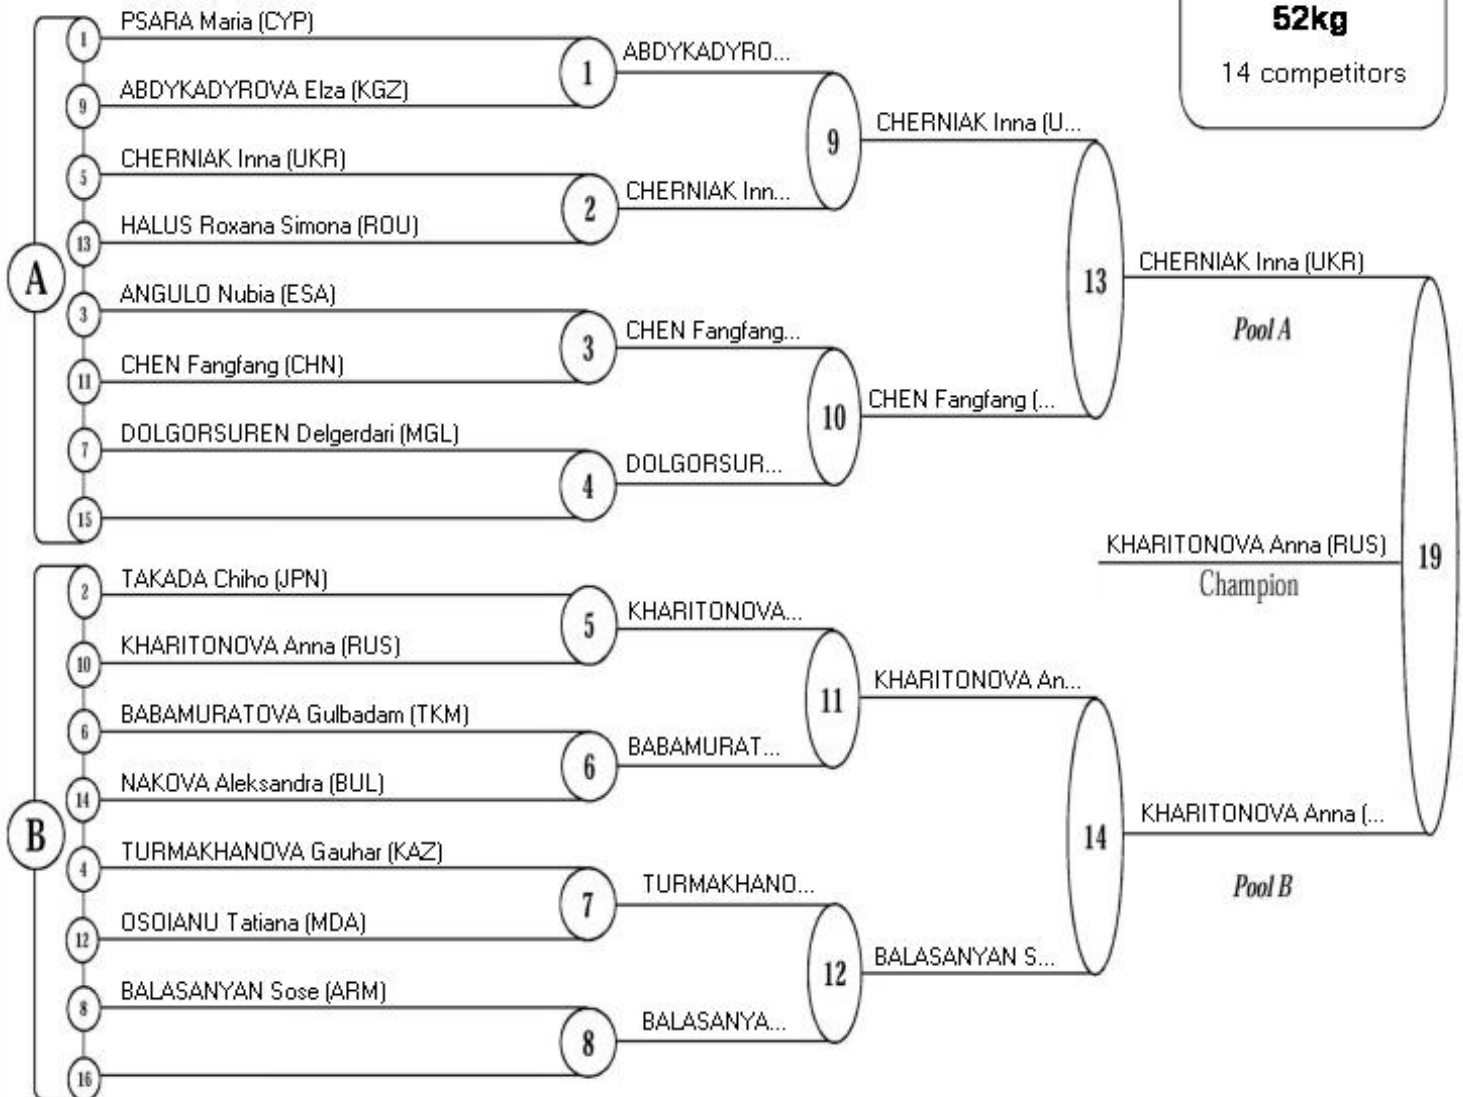 52kg
14 competitors
A
1
PSARA Maria (CYP)
9
ABDYKADYROVA Elza (KGZ)
5
CHERNIAK Inna (UKR)
13
HALUS Roxana Simona (ROU)
3
ANGULO Nubia (ESA)
11
CHEN Fangfang (CHN)
7
DOLGORSUREN Delgerdari (MGL)
15
B
2
TAKADA Chiho (JPN)
10
KHARITONOVA Anna (RUS)
6
BABAMURATOVA Gulbadam (TKM)
14
NAKOVA Aleksandra (BUL)
4
TURMAKHANOVA Gauhar (KAZ)
12
OSOIANU Tatiana (MDA)
8
BALASANYAN Sose (ARM)
16
1
ABDYKADYRO...
2
CHERNIAK Inn...
3
CHEN Fangfang...
4
DOLGORSUR...
5
KHARITONOVA...
6
BABAMURAT...
7
TURMAKHANO...
8
BALASANYA...
9
CHERNIAK Inna (U...
10
CHEN Fangfang (...
11
KHARITONOVA An...
12
BALASANYAN S...
13
CHERNIAK Inna (UKR)
Pool A
14
KHARITONOVA Anna (...
Pool B
19
KHARITONOVA Anna (RUS)
Champion